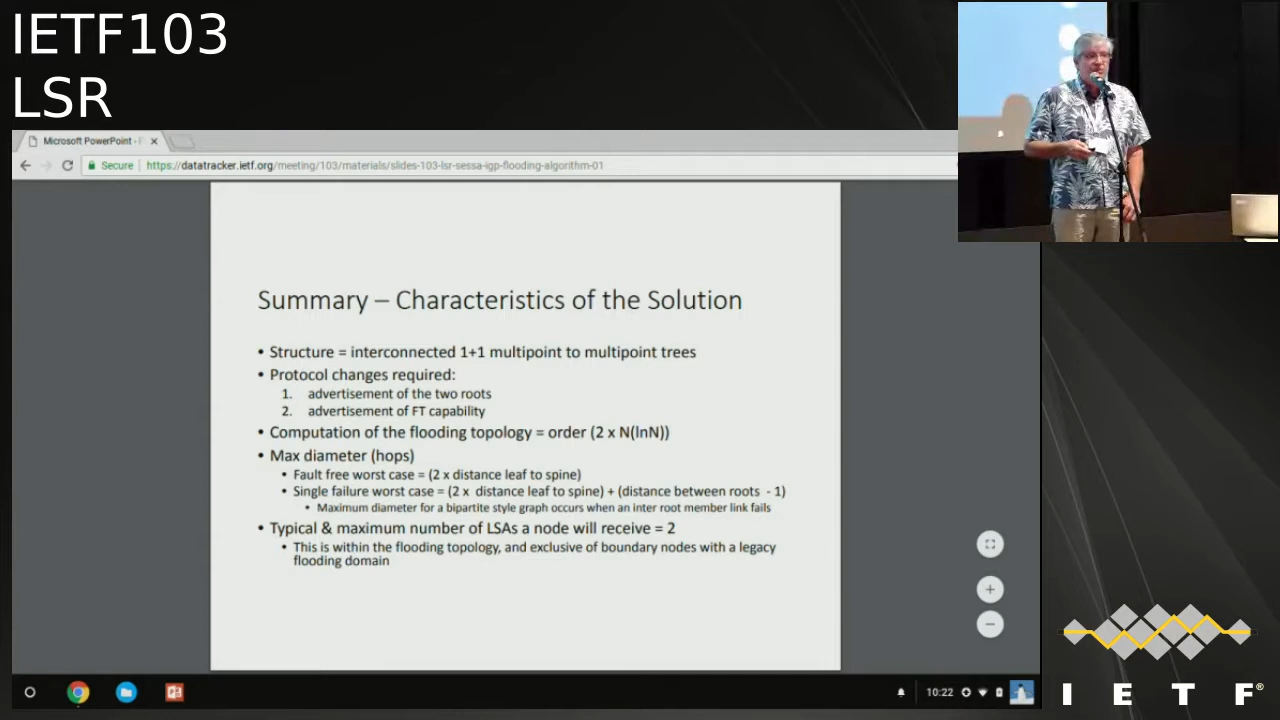 IETF103
LSR
Microsoft PowerPoint -
Secure
https://datatracker.ietf.org/meeting/103/materials/slides-103-lsr-sessa-igp-flooding-algorithm-01
Summary – Characteristics of the Solution
• Structure = interconnected 1+1 multipoint to multipoint trees
• Protocol changes required:
1. advertisement of the two roots
2. advertisement of FT capability
• Computation of the flooding topology = order (2 x N(lnN))
• Max diameter (hops)
• Fault free worst case = (2 x distance leaf to spine)
• Single failure worst case = (2 x distance leaf to spine) + (distance between roots - 1)
• Maximum diameter for a bipartite style graph occurs when an inter root member link fails
• Typical & maximum number of LSAs a node will receive = 2
• This is within the flooding topology, and exclusive of boundary nodes with a legacy
flooding domain
10:22
I E T F®